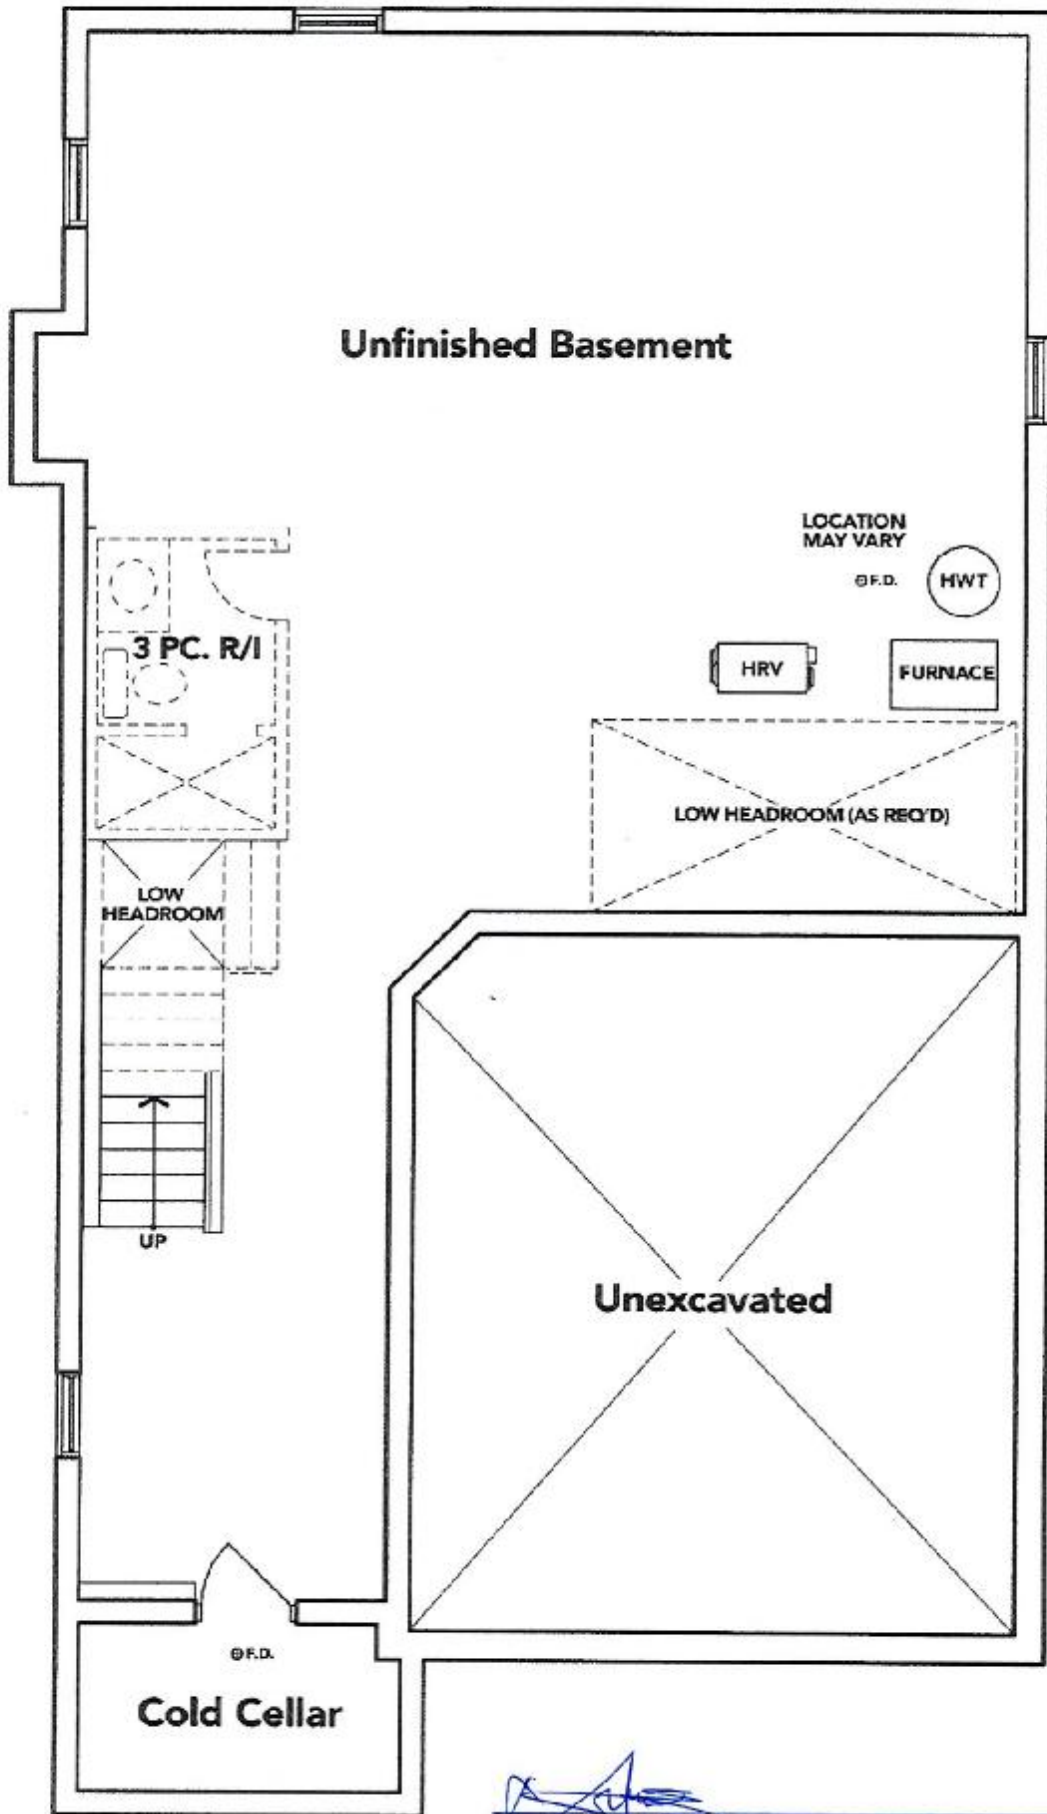 Unfinished Basement
LOCATION
MAY VARY
F.D.
HWT
3 PC. R/I
HRV
FURNACE
LOW HEADROOM (AS REQ'D)
LOW
HEADROOM
UP
Unexcavated
F.D.
Cold Cellar